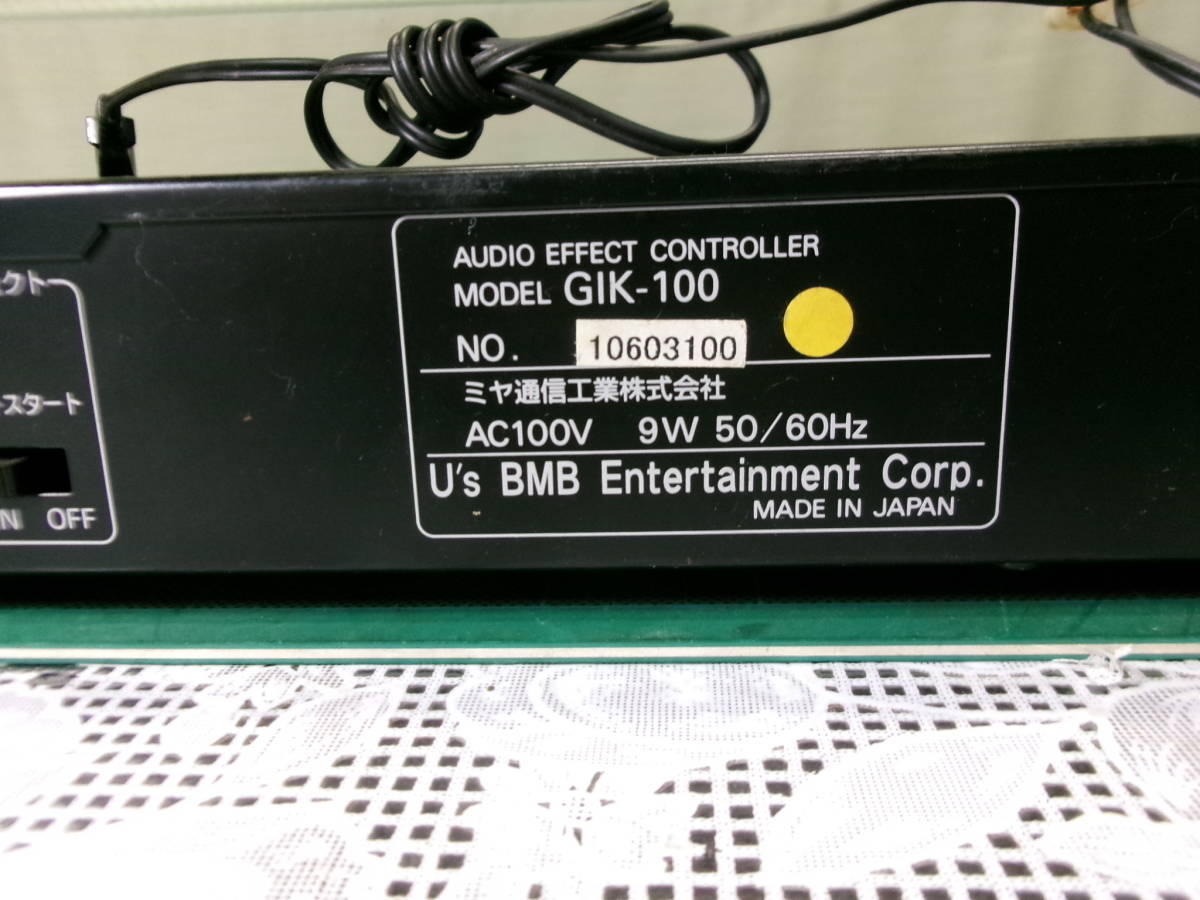 AUDIO EFFECT CONTROLLER
MODEL GIK-100
NO. 10603100
ミヤ通信工業株式会社
AC100V 9W 50/60Hz
U's BMB Entertainment Corp.
MADE IN JAPAN
スタート
OFF